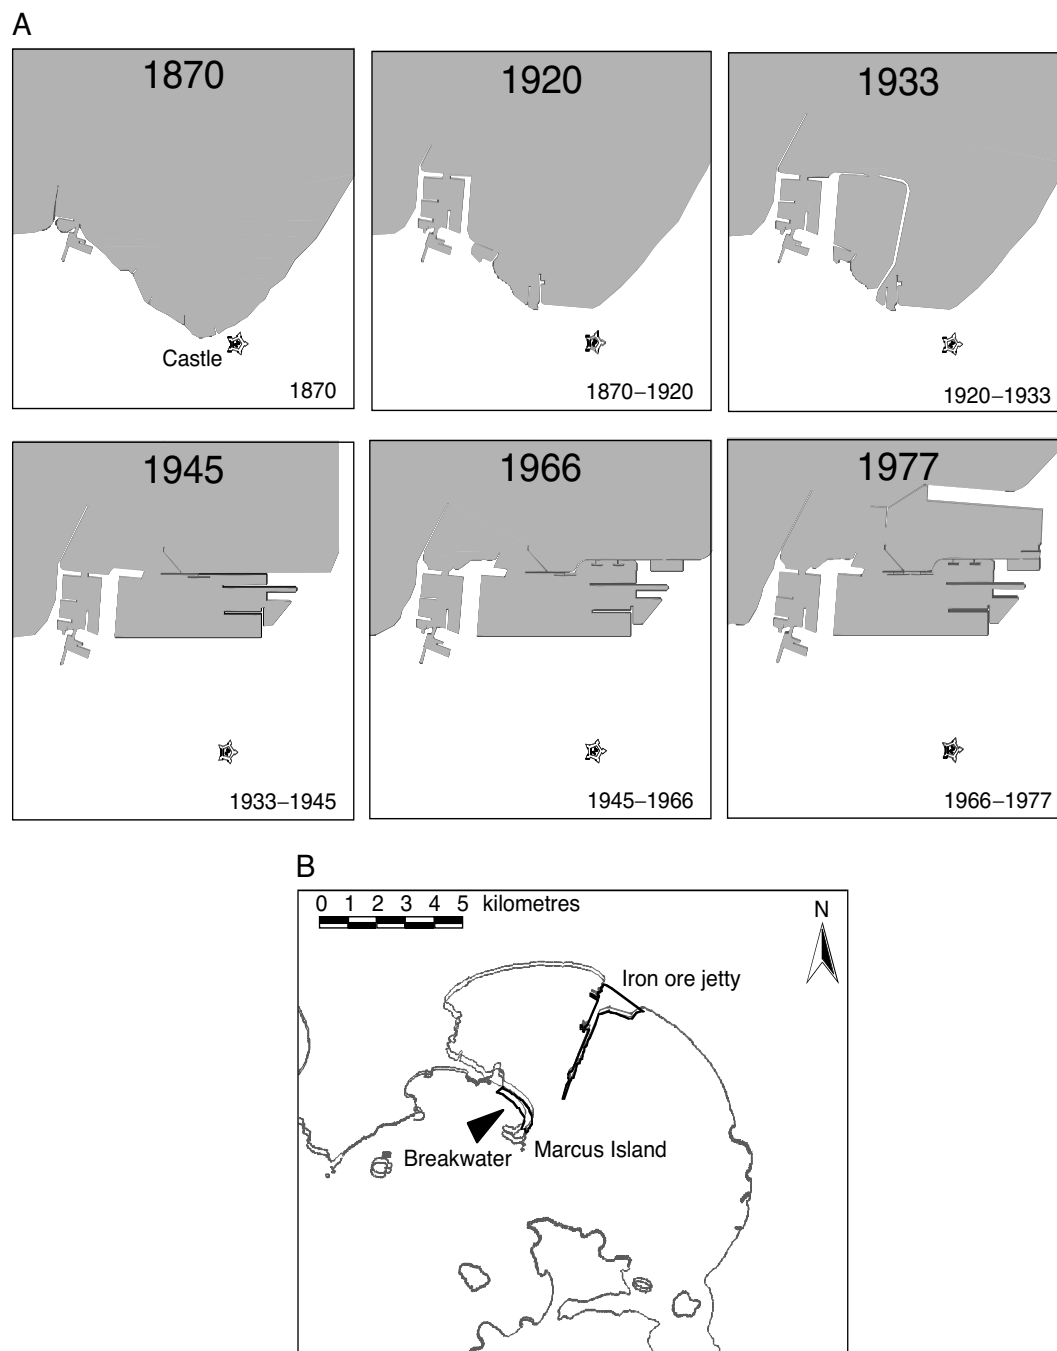 A
1870
Castle
1870
1920
1870–1920
1933
1920–1933
1945
1933–1945
1966
1945–1966
1977
1966–1977
B
0 1 2 3 4 5 kilometres
N
Iron ore jetty
Marcus Island
Breakwater